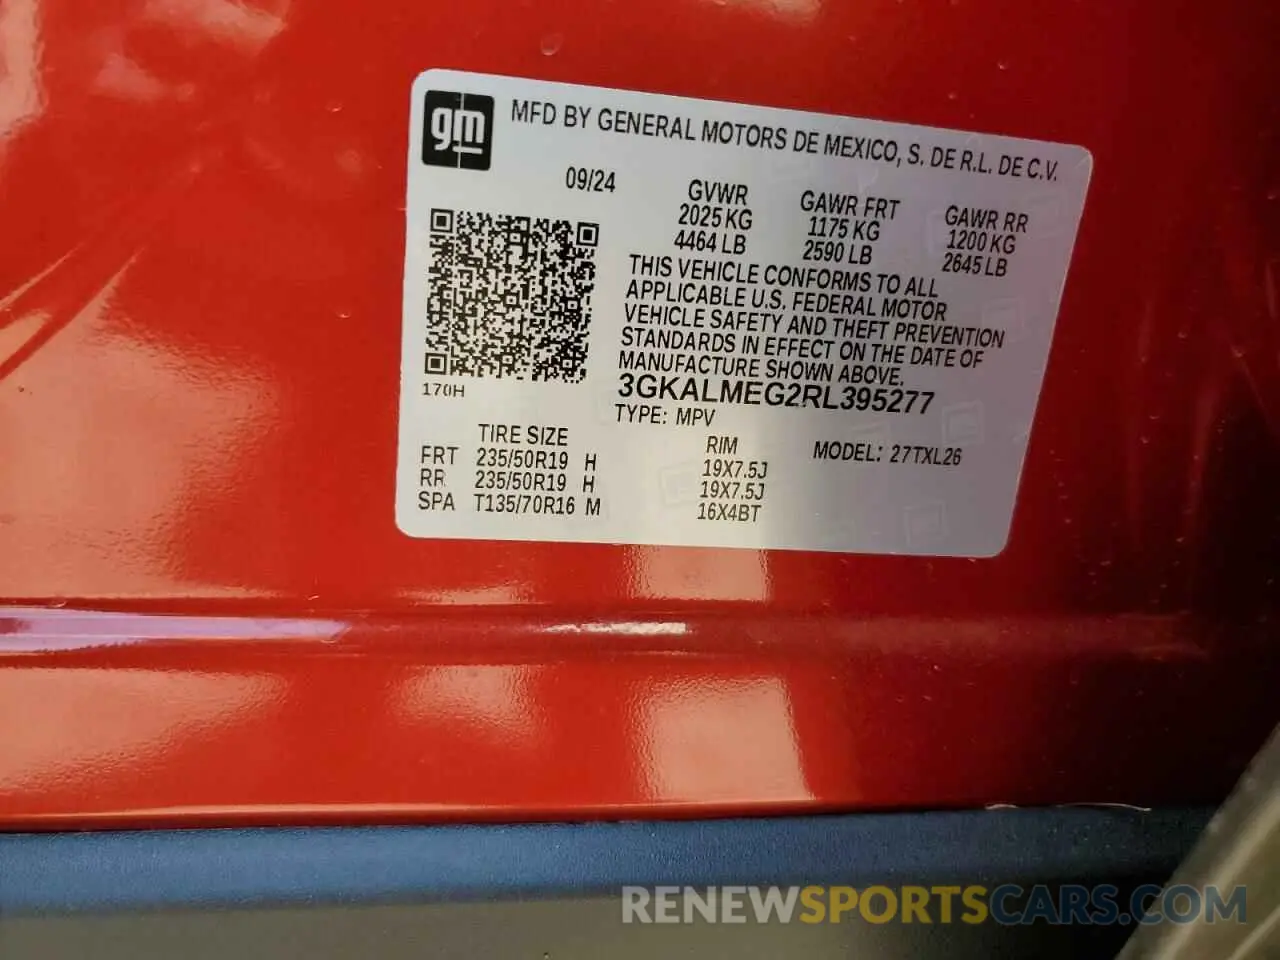 gm
MFD BY GENERAL MOTORS DE MEXICO, S. DE R.L. DE C.V.
09/24
GVWR GAWR FRT GAWR RR
2025 KG 1175 KG 1200 KG
4464 LB 2590 LB 2645 LB
THIS VEHICLE CONFORMS TO ALL
APPLICABLE U.S. FEDERAL MOTOR
VEHICLE SAFETY AND THEFT PREVENTION
STANDARDS IN EFFECT ON THE DATE OF
MANUFACTURE SHOWN ABOVE.
170H
3GKALMEG2RL395277
TYPE: MPV
MODEL: 27TXL26
TIRE SIZE RIM
FRT 235/50R19 H 19X7.5J
RR 235/50R19 H 19X7.5J
SPA T135/70R16 M 16X4BT
RENEWSPORTSCARS.COM